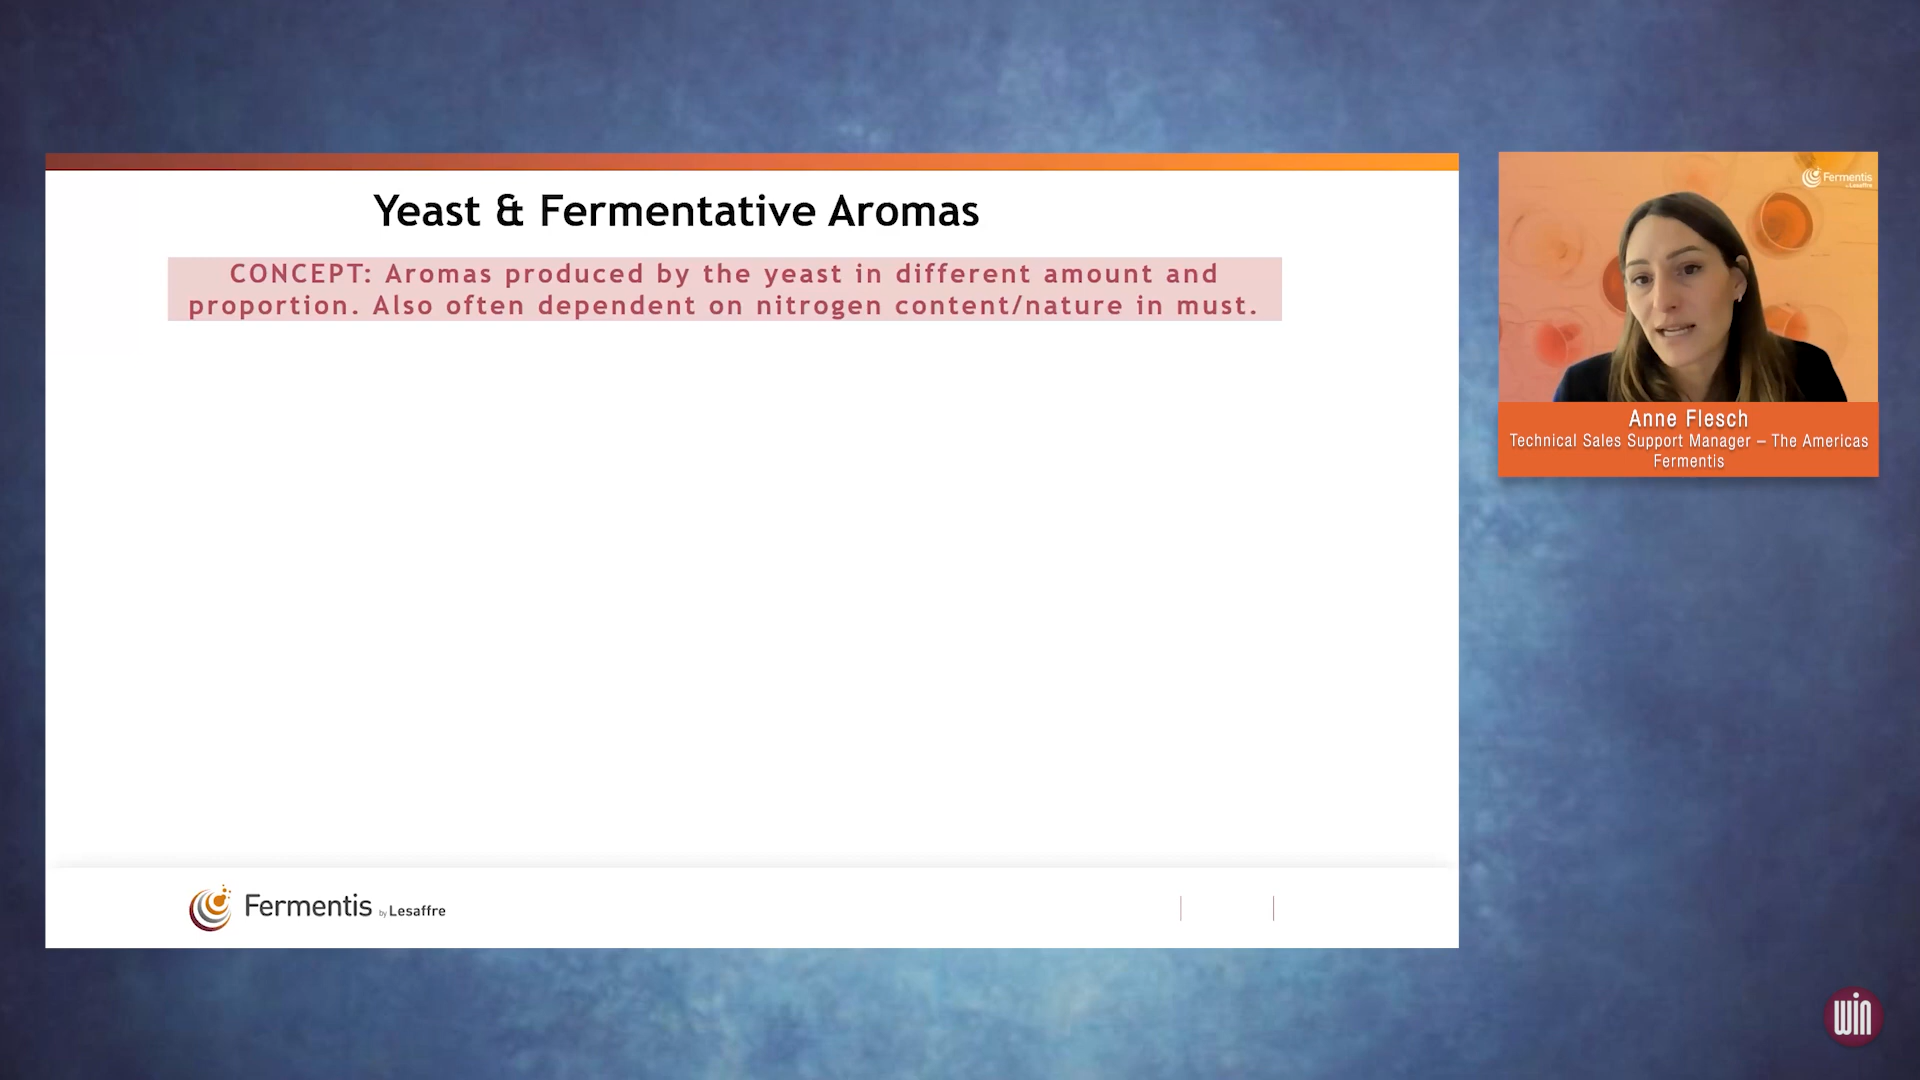 Yeast & Fermentative Aromas
CONCEPT: Aromas produced by the yeast in different amount and
proportion. Also often dependent on nitrogen content/nature in must.
Fermentis by Lesaffre
Fermentis
by Lesaffre
Anne Flesch
Technical Sales Support Manager – The Americas
Fermentis
win